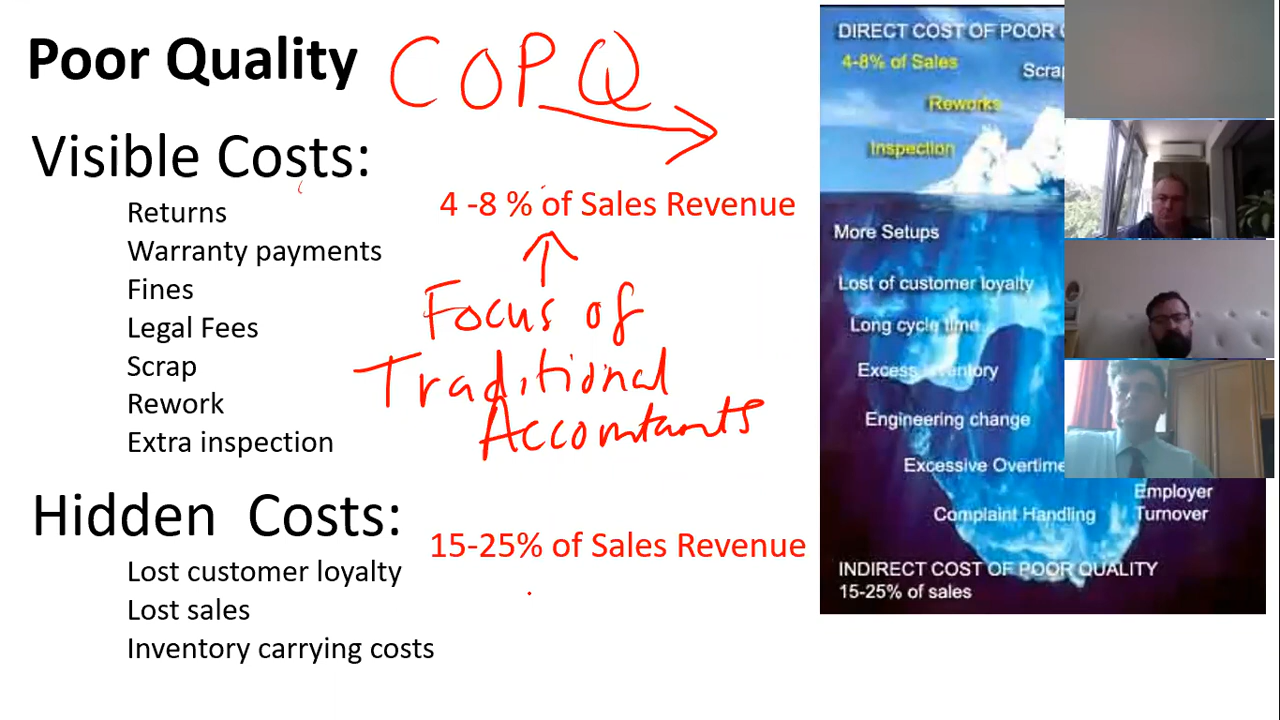 Poor Quality
COPQ
Visible Costs:
Returns
Warranty payments
Fines
Legal Fees
Scrap
Rework
Extra inspection
4 -8 % of Sales Revenue
Focus of
Traditional
Accountants
Hidden Costs:
15-25% of Sales Revenue
Lost customer loyalty
Lost sales
Inventory carrying costs
DIRECT COST OF POOR
4-8% of Sales
Scrap
Reworks
Inspection
More Setups
Lost of customer loyalty
Long cycle time
Excess inventory
Engineering change
Excessive Overtime
Employer
Turnover
Complaint Handling
INDIRECT COST OF POOR QUALITY
15-25% of sales